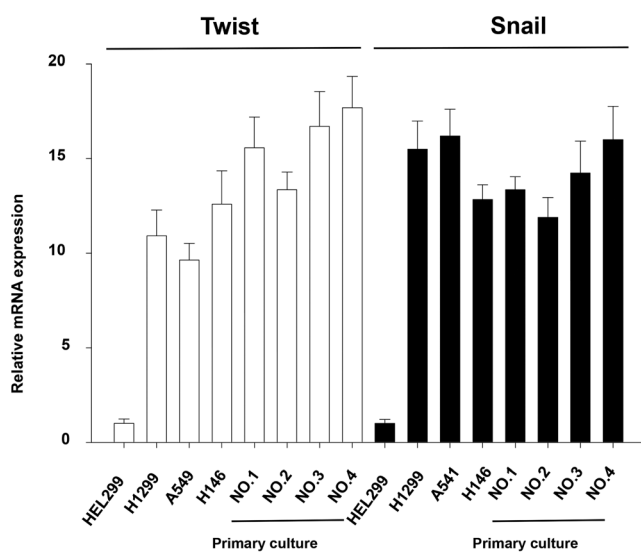 Twist Snail
Relative mRNA expression
20
15
10
5
0
HEL299 H1299 A549 H146 NO.1 NO.2 NO.3 NO.4 HEL299 H1299 A541 H146 NO.1 NO.2 NO.3 NO.4
Primary culture Primary culture